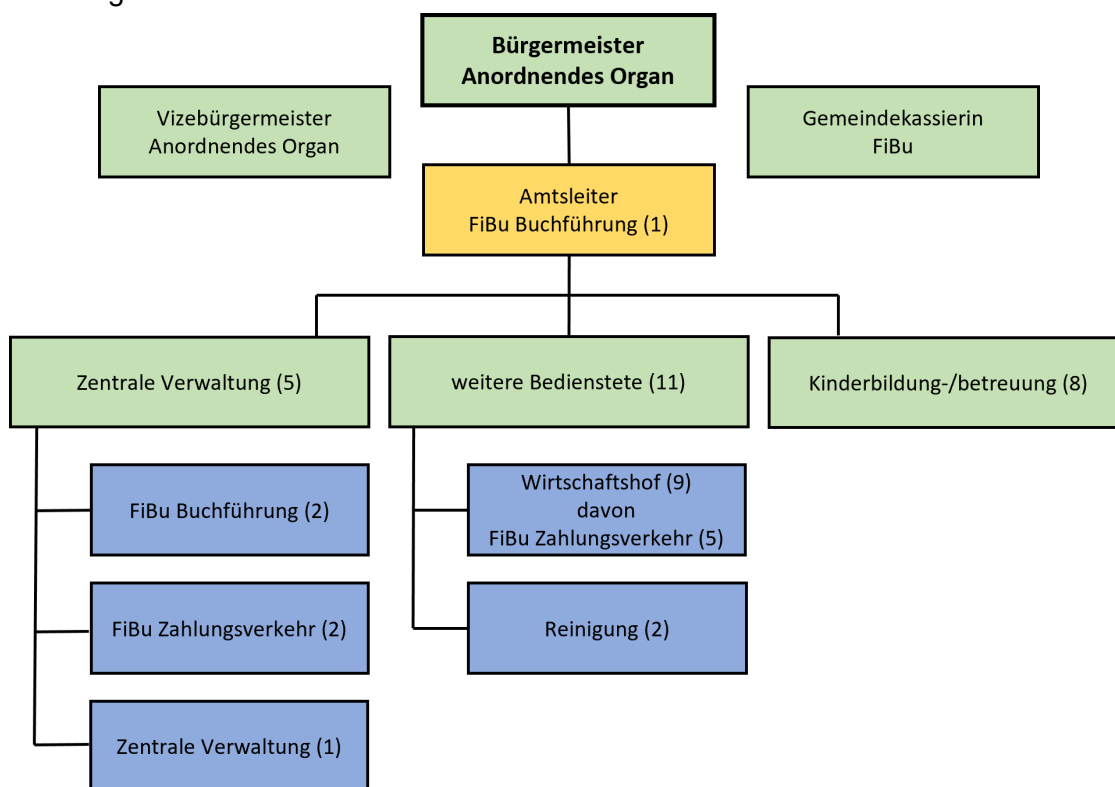 Bürgermeister
Anordnendes Organ
Vizebürgermeister
Anordnendes Organ
Gemeindekassierin
FiBu
Amtsleiter
FiBu Buchführung (1)
Zentrale Verwaltung (5)
weitere Bedienstete (11)
Kinderbildung-/betreuung (8)
FiBu Buchführung (2)
FiBu Zahlungsverkehr (2)
Zentrale Verwaltung (1)
Wirtschaftshof (9)
davon
FiBu Zahlungsverkehr (5)
Reinigung (2)